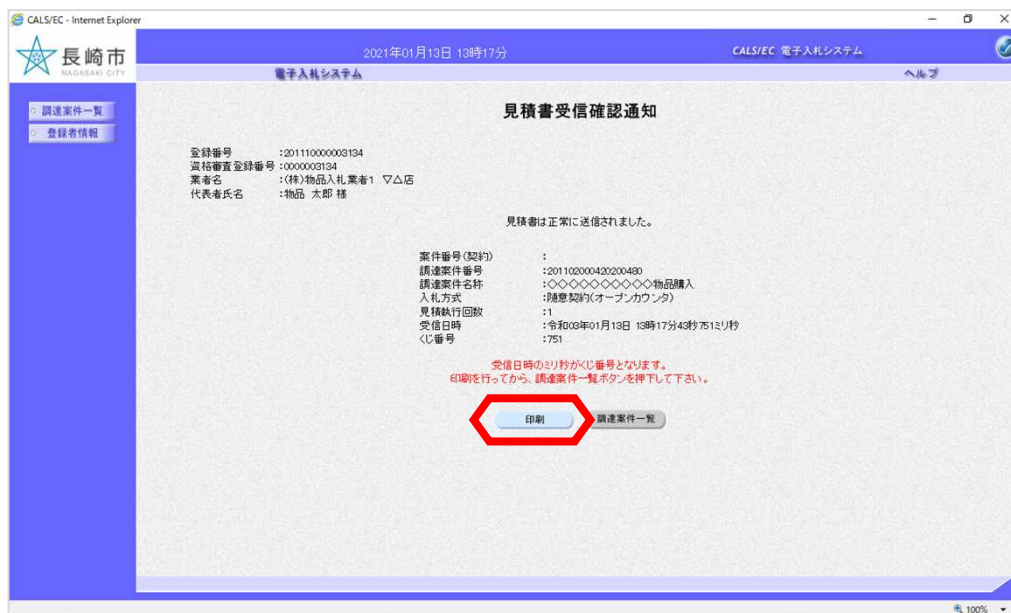 CALS/EC - Internet Explorer
長崎市
NAGASAKI CITY
2021年01月13日 13時17分
CALS/EC 電子入札システム
電子入札システム
ヘルプ
調達案件一覧
登録者情報
見積書受信確認通知
登録番号 :201110000003134
資格審査登録番号 :0000003134
業者名 :(株)物品入札業者1 ▽△店
代表者氏名 :物品 太郎 様
見積書は正常に送信されました。
案件番号(契約) :
調達案件番号 :201102000420200480
調達案件名称 :◇◇◇◇◇◇◇◇◇◇物品購入
入札方式 :随意契約(オープンカウンタ)
見積執行回数 :1
受信日時 :令和03年01月13日 13時17分43秒751ミリ秒
くじ番号 :751
受信日時のミリ秒がくじ番号となります。
印刷を行ってから、調達案件一覧ボタンを押下して下さい。
印刷
調達案件一覧
100%